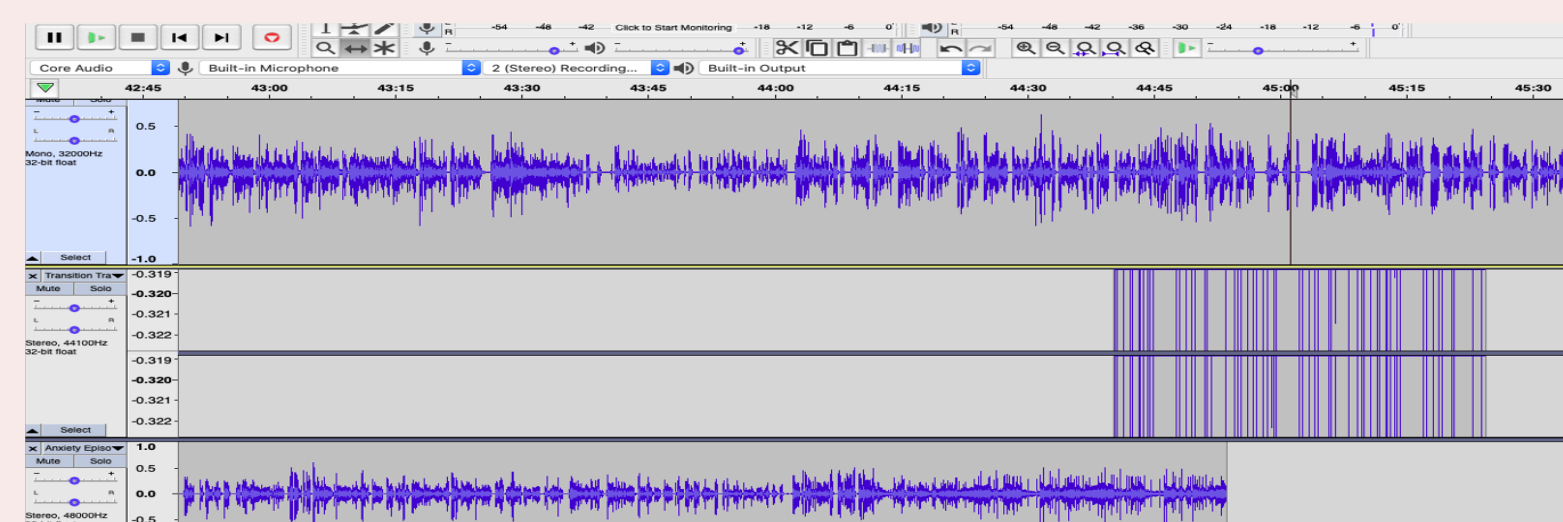 R -54 -48 -42 Click to Start Monitoring -18 -12 -6 0 R -54 -48 -42 -36 -30 -24 -18 -12 -6 0
Core Audio Built-in Microphone 2 (Stereo) Recording... Built-in Output
42:45 43:00 43:15 43:30 43:45 44:00 44:15 44:30 44:45 45:00 45:15 45:30
Mute Solo
- +
L R
Mono, 32000Hz
32-bit float
Select
0.5
0.0
-0.5
-1.0
x Transition Tra
Mute Solo
- +
L R
Stereo, 44100Hz
32-bit float
Select
-0.319
-0.320
-0.321
-0.322
-0.319
-0.320
-0.321
-0.322
x Anxiety Episo
Mute Solo
- +
L R
Stereo, 48000Hz
1.0
0.5
0.0
-0.5